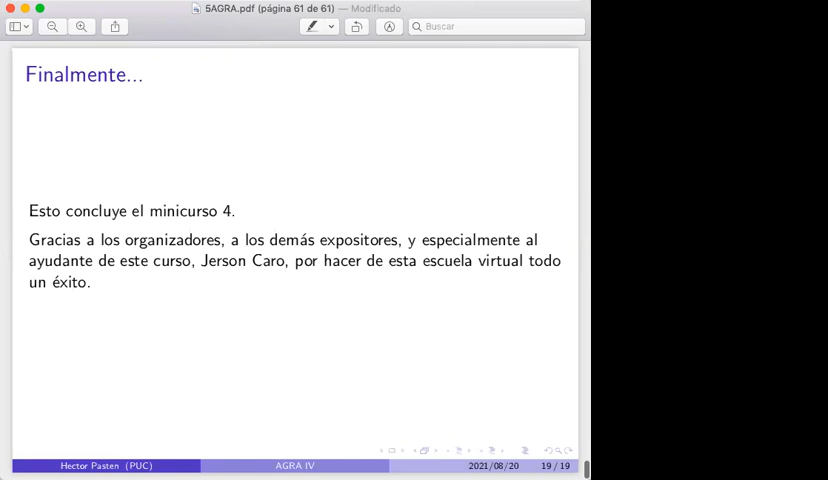 5AGRA.pdf (página 61 de 61) — Modificado
Buscar
Finalmente...
Esto concluye el minicurso 4.
Gracias a los organizadores, a los demás expositores, y especialmente al
ayudante de este curso, Jerson Caro, por hacer de esta escuela virtual todo
un éxito.
Hector Pasten (PUC) AGRA IV 2021/08/20 19 / 19